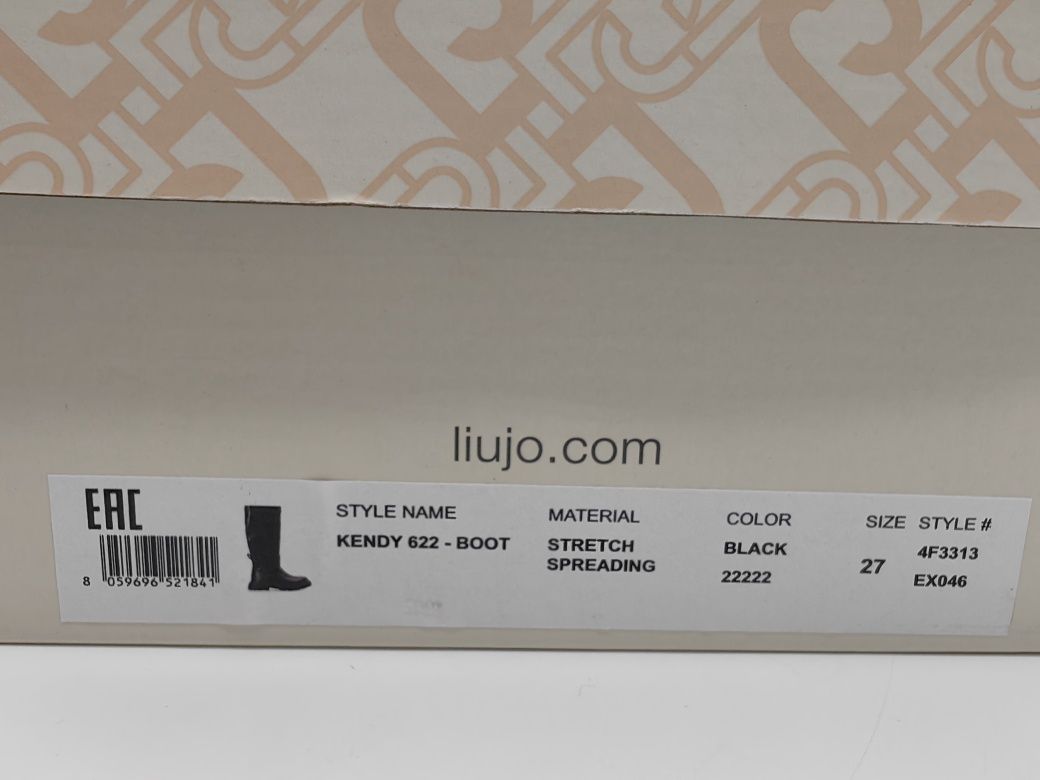 liujo.com
EAC
8 059696 521841
STYLE NAME
KENDY 622 - BOOT
MATERIAL
STRETCH
SPREADING
COLOR
BLACK
22222
SIZE
27
STYLE #
4F3313
EX046